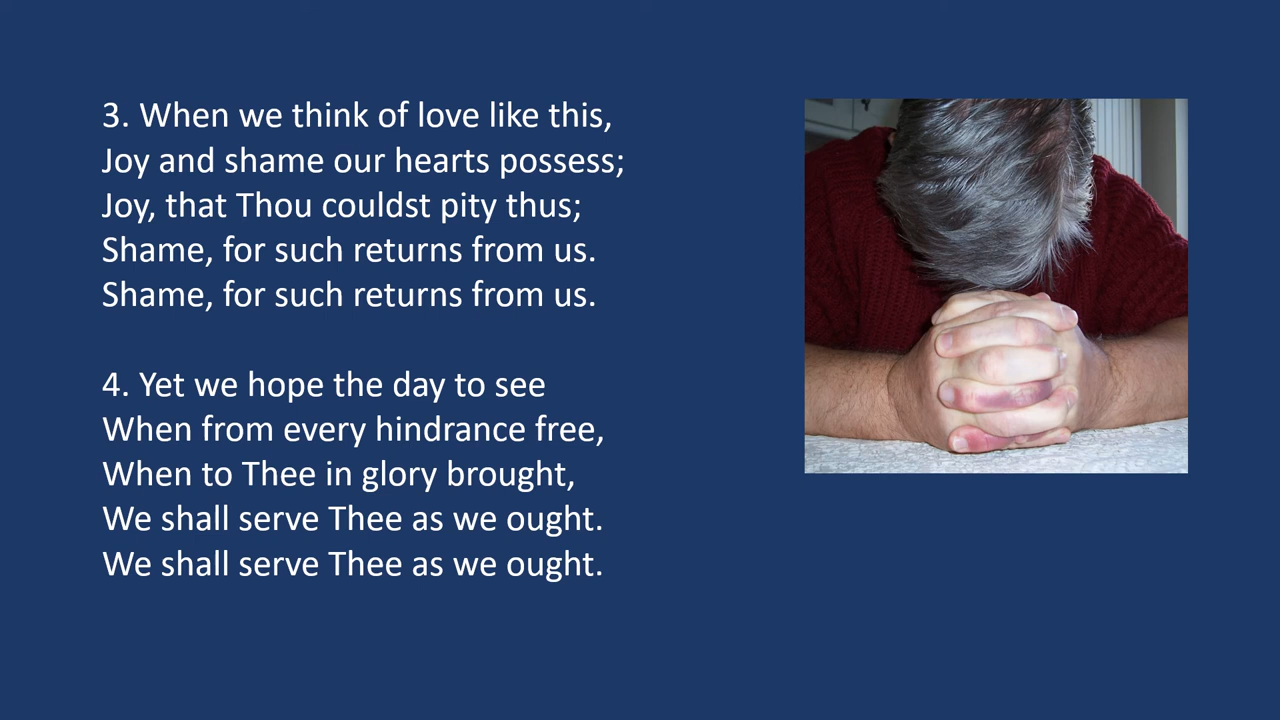 3. When we think of love like this,
Joy and shame our hearts possess;
Joy, that Thou couldst pity thus;
Shame, for such returns from us.
Shame, for such returns from us.
4. Yet we hope the day to see
When from every hindrance free,
When to Thee in glory brought,
We shall serve Thee as we ought.
We shall serve Thee as we ought.